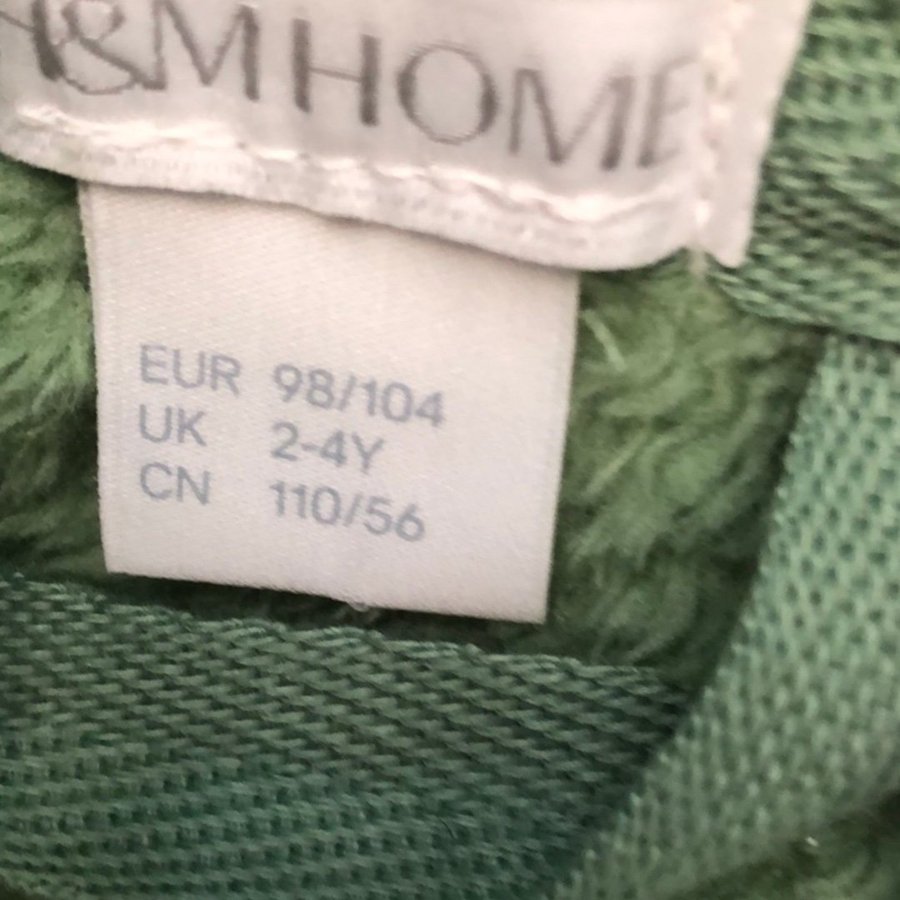 H&M HOME
EUR 98/104
UK 2-4Y
CN 110/56